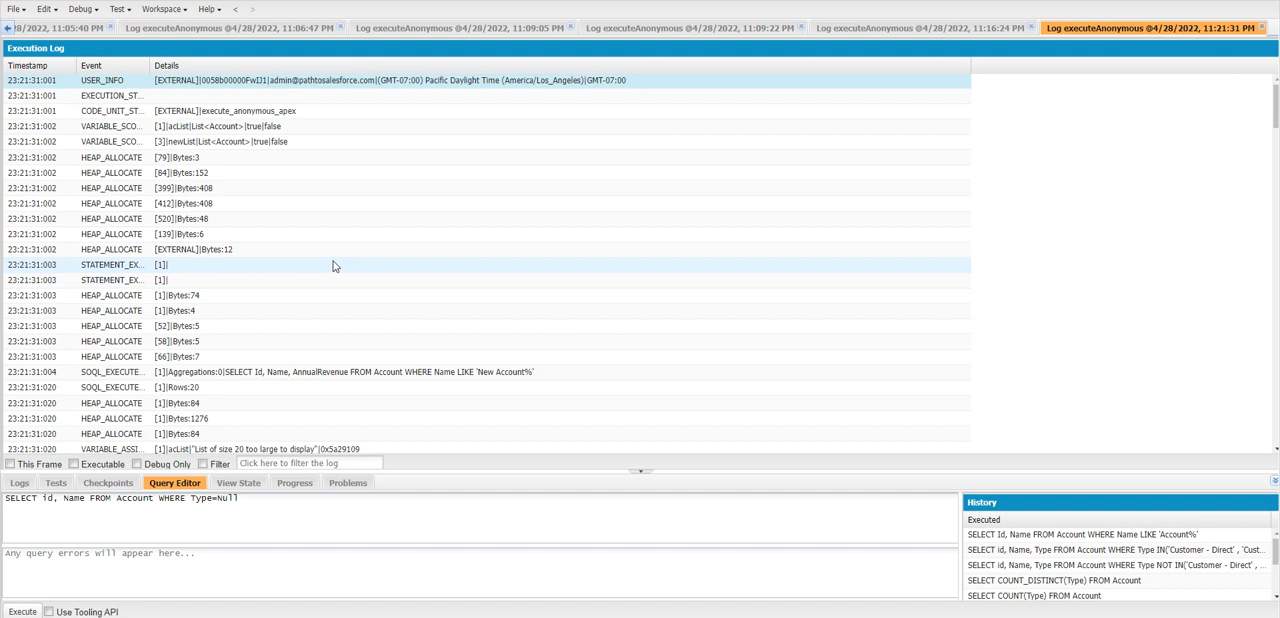 File Edit Debug Test Workspace Help < >
8/2022, 11:05:40 PM Log executeAnonymous @4/28/2022, 11:06:47 PM Log executeAnonymous @4/28/2022, 11:09:05 PM Log executeAnonymous @4/28/2022, 11:09:22 PM Log executeAnonymous @4/28/2022, 11:16:24 PM Log executeAnonymous @4/28/2022, 11:21:31 PM
Execution Log
Timestamp Event Details
23:21:31:001 USER_INFO [EXTERNAL]|0058b00000FwIJ1|admin@pathtosalesforce.com|(GMT-07:00) Pacific Daylight Time (America/Los_Angeles)|GMT-07:00
23:21:31:001 EXECUTION_ST...
23:21:31:001 CODE_UNIT_ST... [EXTERNAL]|execute_anonymous_apex
23:21:31:002 VARIABLE_SCO... [1]|acList|List<Account>|true|false
23:21:31:002 VARIABLE_SCO... [3]|newList|List<Account>|true|false
23:21:31:002 HEAP_ALLOCATE [79]|Bytes:3
23:21:31:002 HEAP_ALLOCATE [84]|Bytes:152
23:21:31:002 HEAP_ALLOCATE [399]|Bytes:408
23:21:31:002 HEAP_ALLOCATE [412]|Bytes:408
23:21:31:002 HEAP_ALLOCATE [520]|Bytes:48
23:21:31:002 HEAP_ALLOCATE [139]|Bytes:6
23:21:31:002 HEAP_ALLOCATE [EXTERNAL]|Bytes:12
23:21:31:003 STATEMENT_EX... [1]|
23:21:31:003 STATEMENT_EX... [1]|
23:21:31:003 HEAP_ALLOCATE [1]|Bytes:74
23:21:31:003 HEAP_ALLOCATE [1]|Bytes:4
23:21:31:003 HEAP_ALLOCATE [52]|Bytes:5
23:21:31:003 HEAP_ALLOCATE [58]|Bytes:5
23:21:31:003 HEAP_ALLOCATE [66]|Bytes:7
23:21:31:004 SOQL_EXECUTE... [1]|Aggregations:0|SELECT Id, Name, AnnualRevenue FROM Account WHERE Name LIKE 'New Account%'
23:21:31:020 SOQL_EXECUTE... [1]|Rows:20
23:21:31:020 HEAP_ALLOCATE [1]|Bytes:84
23:21:31:020 HEAP_ALLOCATE [1]|Bytes:1276
23:21:31:020 HEAP_ALLOCATE [1]|Bytes:84
23:21:31:020 VARIABLE_ASSI... [1]|acList|"List of size 20 too large to display"|0x5a29109
This Frame Executable Debug Only Filter Click here to filter the log
Logs Tests Checkpoints Query Editor View State Progress Problems
SELECT id, Name FROM Account WHERE Type=Null
Any query errors will appear here...
History
Executed
SELECT Id, Name FROM Account WHERE Name LIKE 'Account%'
SELECT id, Name, Type FROM Account WHERE Type IN('Customer - Direct' , 'Cust...
SELECT id, Name, Type FROM Account WHERE Type NOT IN('Customer - Direct' , ...
SELECT COUNT_DISTINCT(Type) FROM Account
SELECT COUNT(Type) FROM Account
Execute Use Tooling API